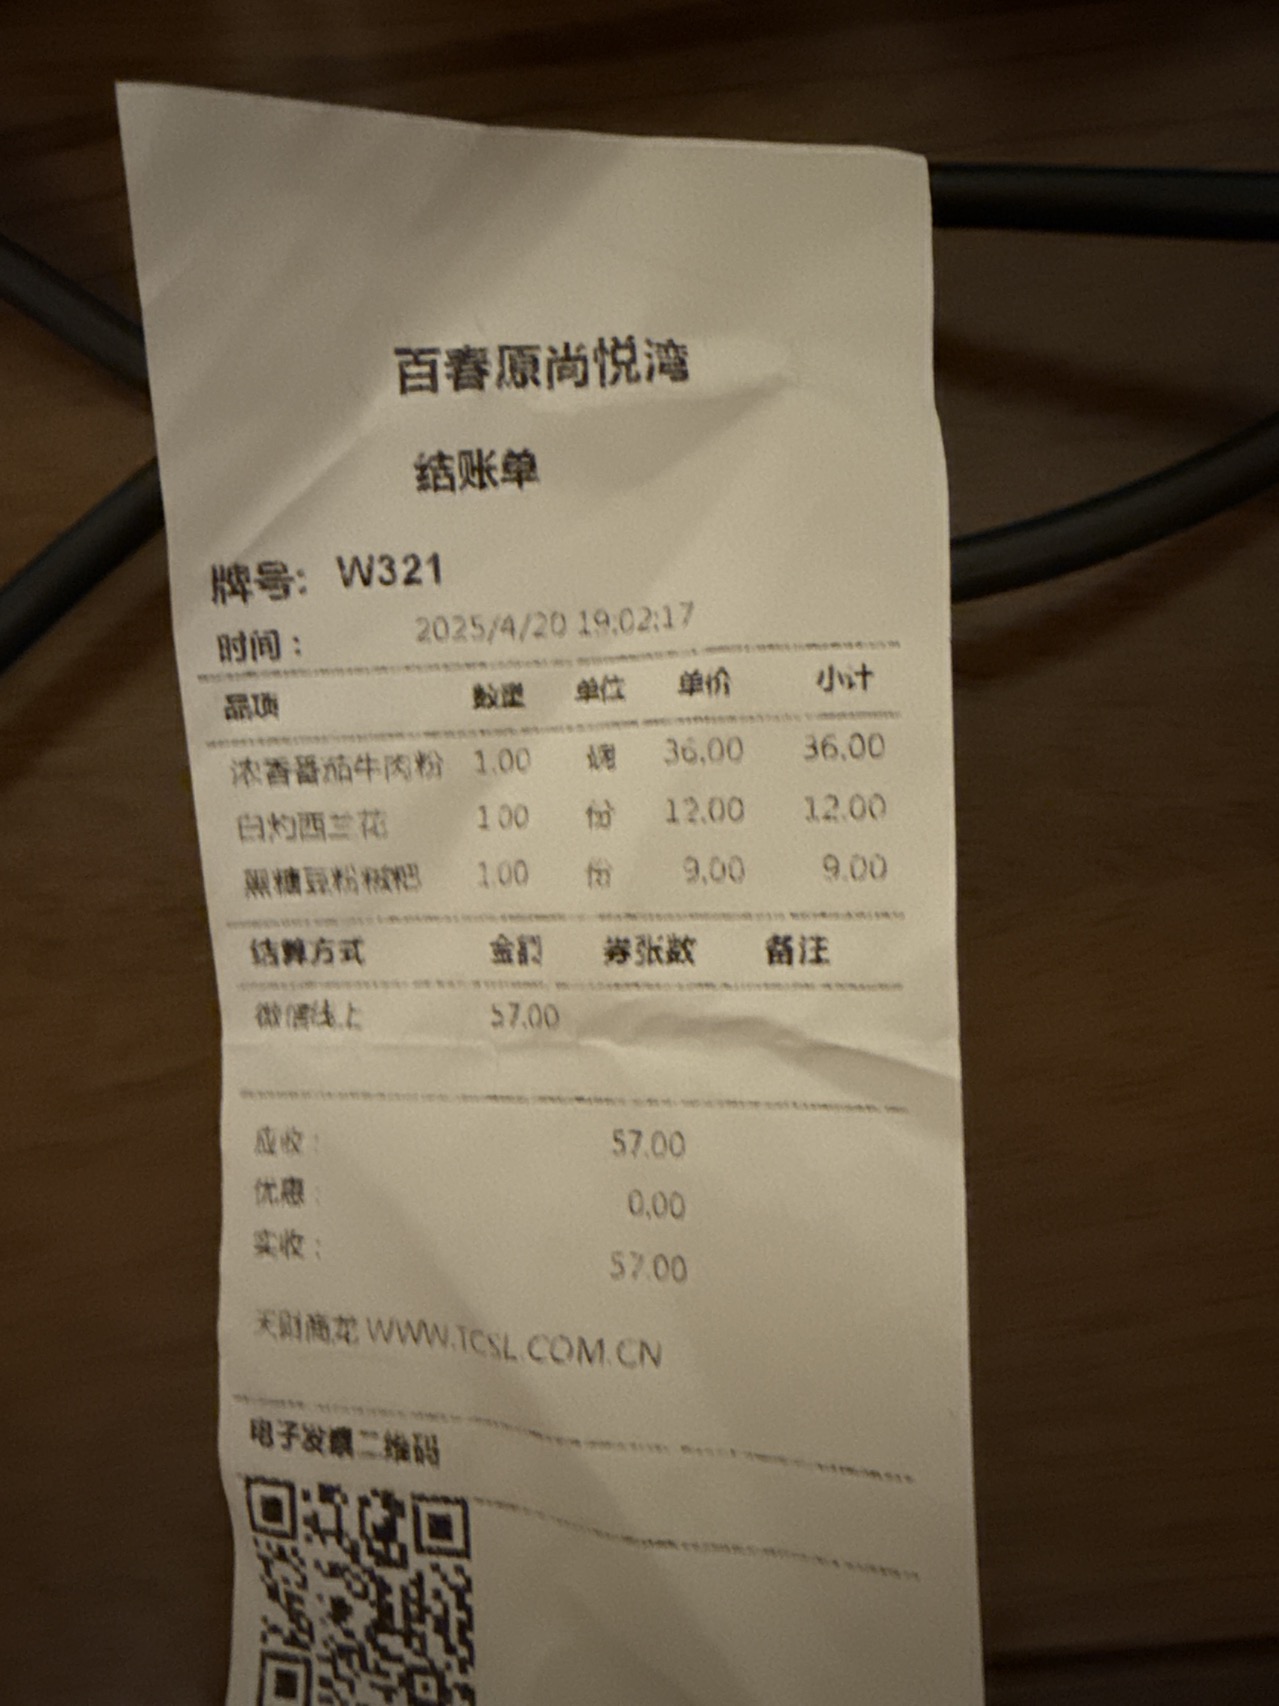 百春原尚悦湾
结账单
牌号: W321
时间: 2025/4/20 19:02:17
品项 数量 单位 单价 小计
浓香番茄牛肉粉 1.00 36.00 36.00
白灼西兰花 1.00 份 12.00 12.00
黑糖豆粉糍粑 1.00 份 9.00 9.00
结算方式 金额 券张数 备注
微信线上 57.00
应收: 57.00
优惠: 0.00
实收: 57.00
天财商龙 WWW.TCSL.COM.CN
电子发票二维码